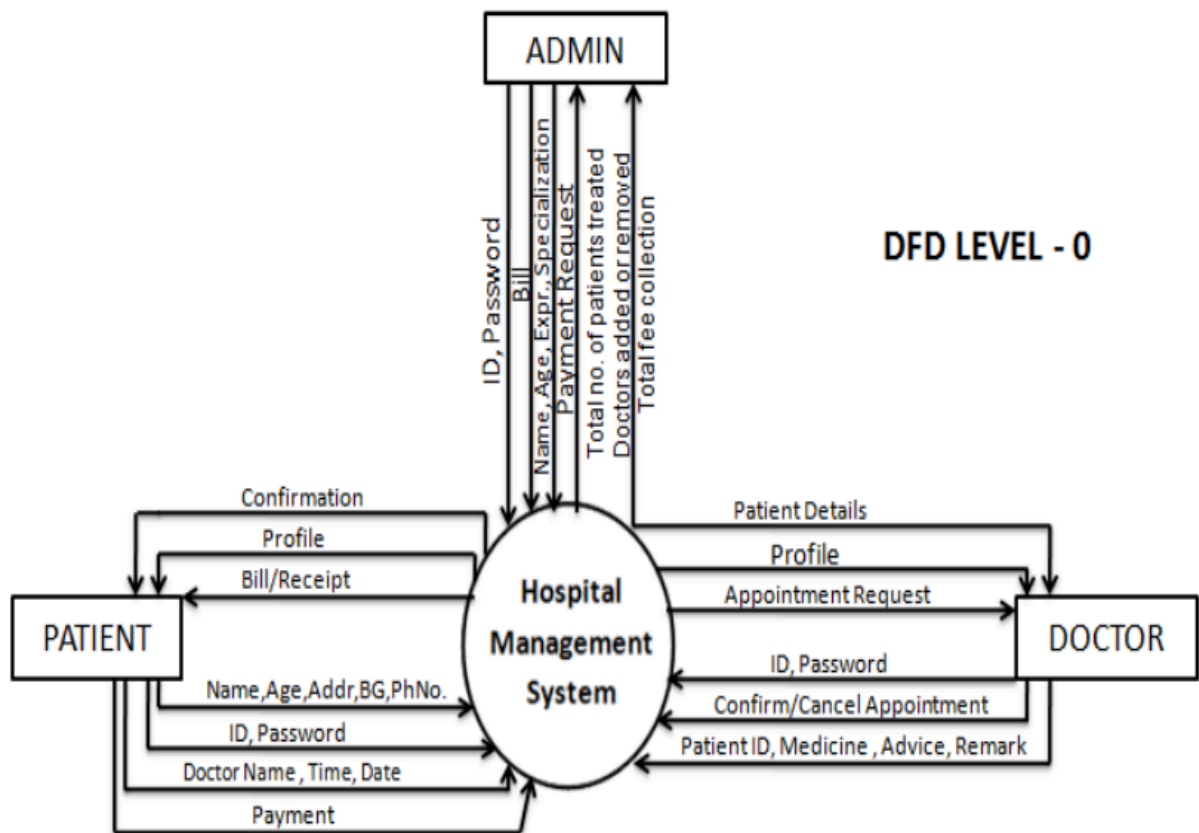 ADMIN
ID, Password
Bill
Name, Age, Expr., Specialization
Payment Request
Total no. of patients treated
Doctors added or removed
Total fee collection
DFD LEVEL - 0
Confirmation
Profile
Bill/Receipt
PATIENT
Name,Age,Addr,BG,PhNo.
ID, Password
Doctor Name , Time, Date
Payment
Hospital
Management
System
Patient Details
Profile
Appointment Request
DOCTOR
ID, Password
Confirm/Cancel Appointment
Patient ID, Medicine , Advice, Remark